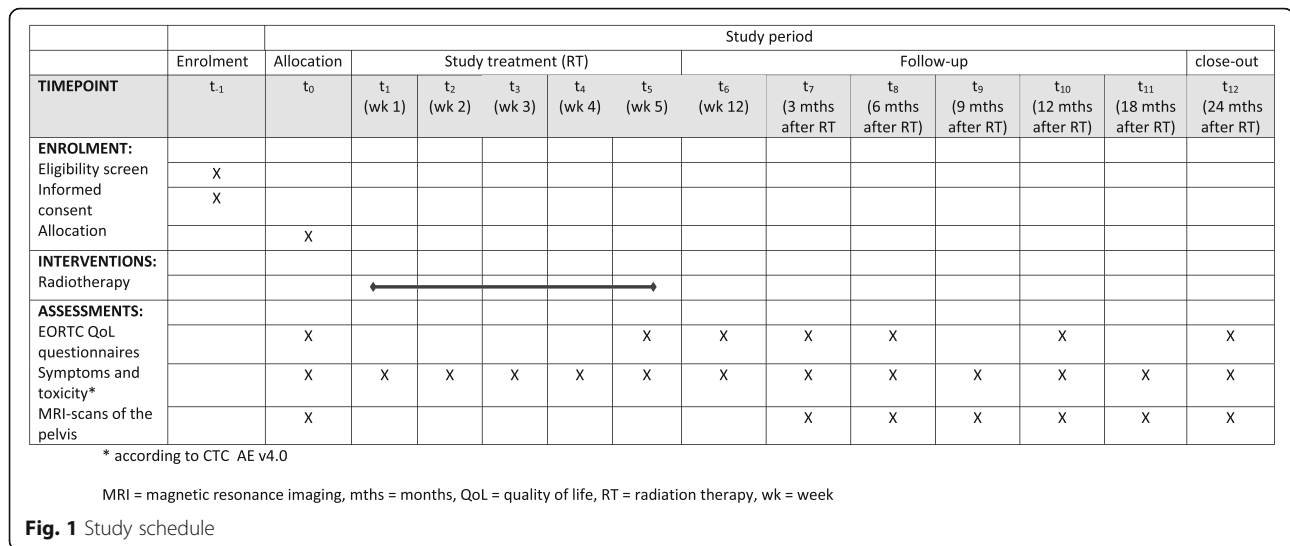 Study period
Enrolment Allocation Study treatment (RT) Follow-up close-out
TIMEPOINT t-1 t0 t1 t2 t3 t4 t5 t6 t7 t8 t9 t10 t11 t12
(wk 1) (wk 2) (wk 3) (wk 4) (wk 5) (wk 12) (3 mths (6 mths (9 mths (12 mths (18 mths (24 mths
after RT after RT) after RT) after RT) after RT) after RT)
ENROLMENT:
Eligibility screen X
Informed X
consent
Allocation X
INTERVENTIONS:
Radiotherapy
ASSESSMENTS:
EORTC QoL X X X X X X X
questionnaires
Symptoms and X X X X X X X X X X X X X
toxicity*
MRI-scans of the X X X X X X X
pelvis
* according to CTC AE v4.0
MRI = magnetic resonance imaging, mths = months, QoL = quality of life, RT = radiation therapy, wk = week
Fig. 1 Study schedule